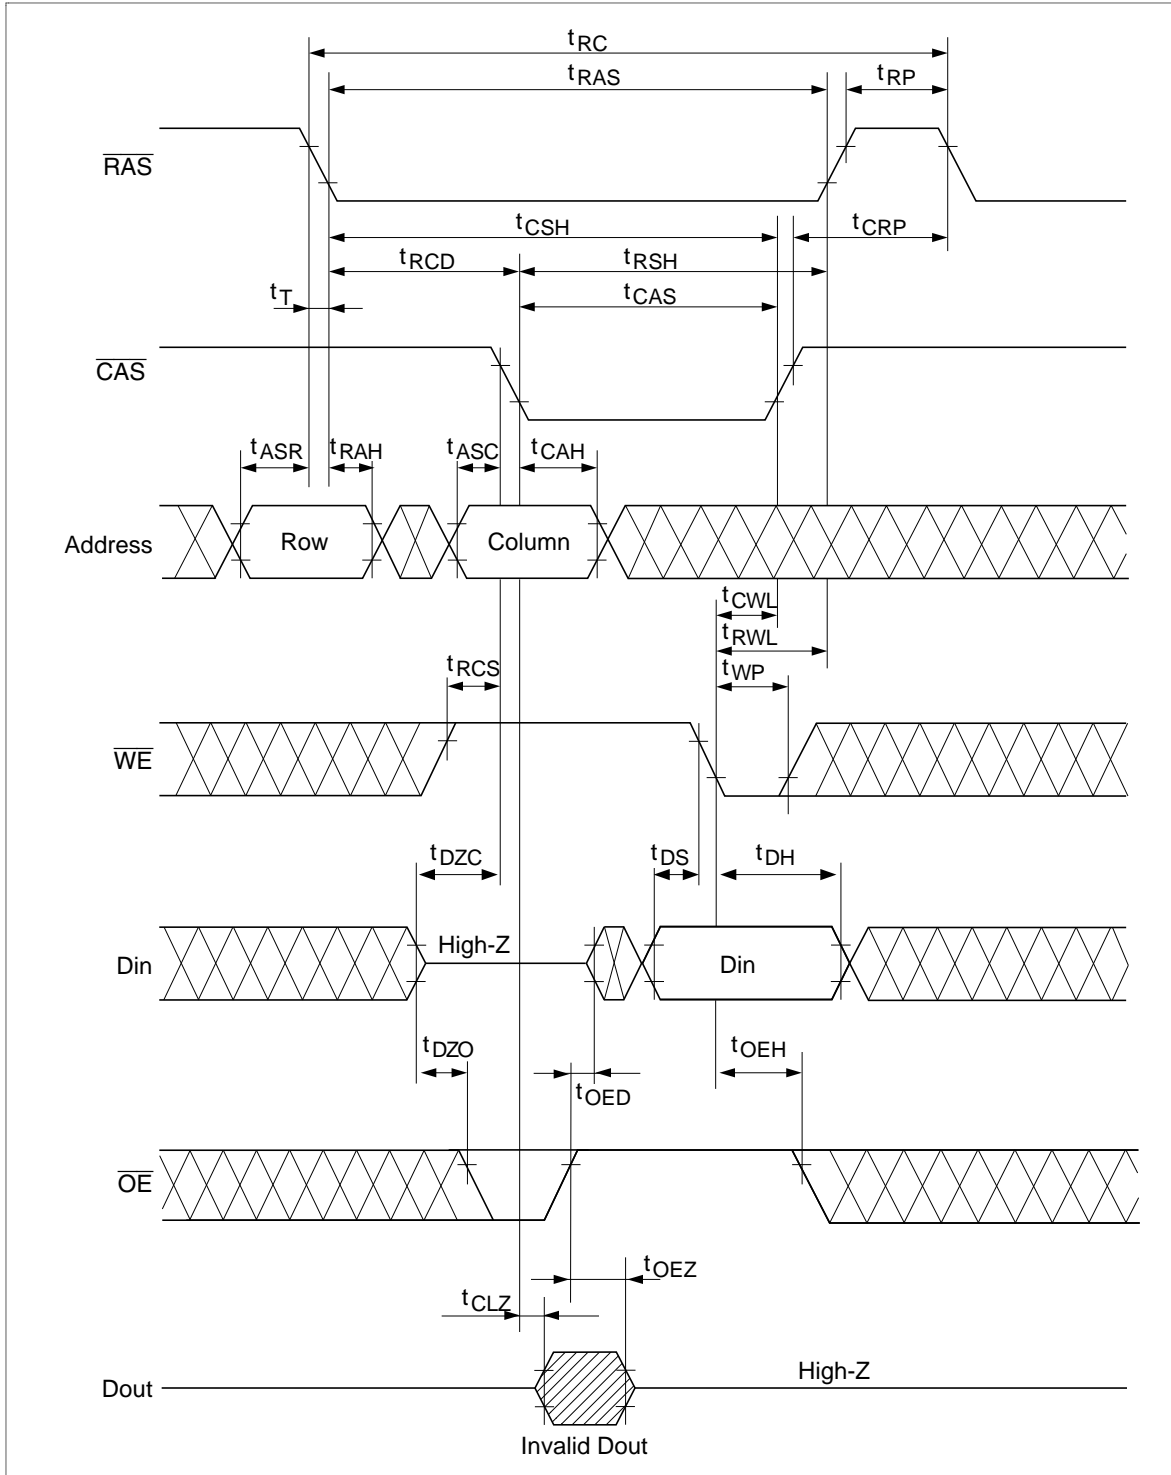 tRC
tRAS
tRP
RAS
tCSH
tCRP
tRCD
tRSH
tT
tCAS
CAS
tASR
tRAH
tASC
tCAH
Address
Row
Column
tCWL
tRWL
tRCS
tWP
WE
tDZC
tDS
tDH
High-Z
Din
Din
tDZO
tOEH
tOED
OE
tOEZ
tCLZ
High-Z
Dout
Invalid Dout